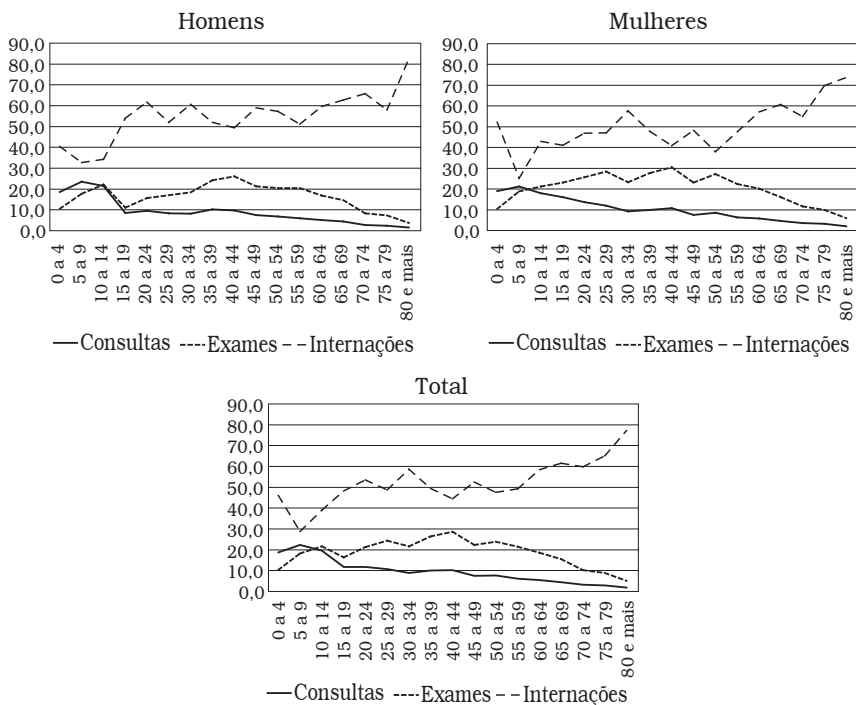 Homens
90,0
80,0
70,0
60,0
50,0
40,0
30,0
20,0
10,0
0,0
0 a 4
5 a 9
10 a 14
15 a 19
20 a 24
25 a 29
30 a 34
35 a 39
40 a 44
45 a 49
50 a 54
55 a 59
60 a 64
65 a 69
70 a 74
75 a 79
80 e mais
Consultas Exames Internações
Mulheres
90,0
80,0
70,0
60,0
50,0
40,0
30,0
20,0
10,0
0,0
0 a 4
5 a 9
10 a 14
15 a 19
20 a 24
25 a 29
30 a 34
35 a 39
40 a 44
45 a 49
50 a 54
55 a 59
60 a 64
65 a 69
70 a 74
75 a 79
80 e mais
Consultas Exames Internações
Total
90,0
80,0
70,0
60,0
50,0
40,0
30,0
20,0
10,0
0,0
0 a 4
5 a 9
10 a 14
15 a 19
20 a 24
25 a 29
30 a 34
35 a 39
40 a 44
45 a 49
50 a 54
55 a 59
60 a 64
65 a 69
70 a 74
75 a 79
80 e mais
Consultas Exames Internações